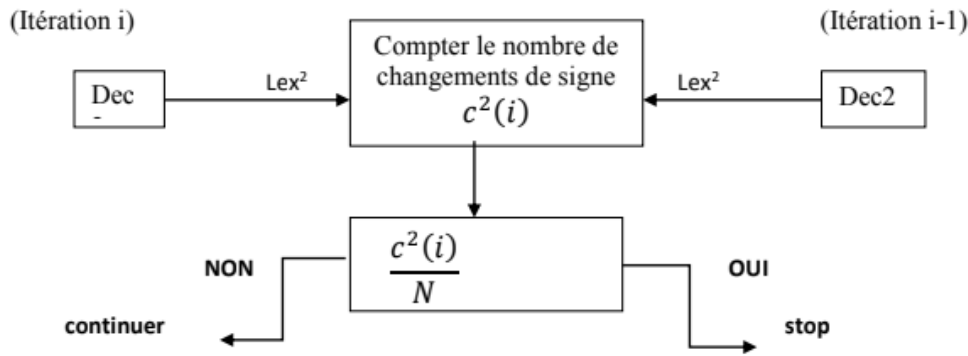 (Itération i)
(Itération i-1)
Compter le nombre de
changements de signe
c²(i)
Dec
Lex²
Lex²
Dec2
c²(i)
N
NON
OUI
continuer
stop